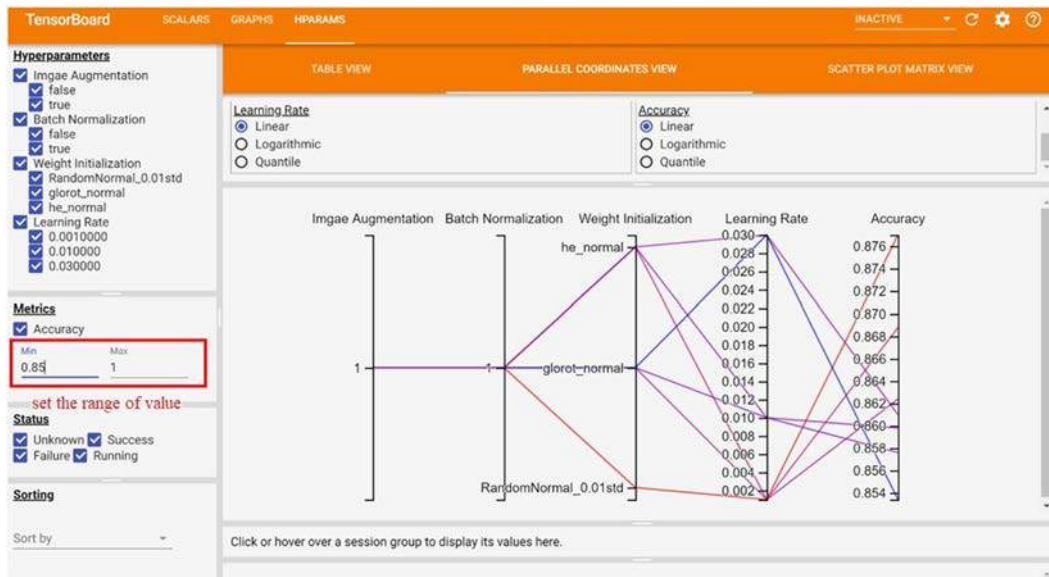 TensorBoard SCALARS GRAPHS HPARAMS INACTIVE
Hyperparameters
Imgae Augmentation
false
true
Batch Normalization
false
true
Weight Initialization
RandomNormal_0.01std
glorot_normal
he_normal
Learning Rate
0.0010000
0.010000
0.030000
Metrics
Accuracy
Min Max
0.85 1
set the range of value
Status
Unknown Success
Failure Running
Sorting
Sort by
TABLE VIEW PARALLEL COORDINATES VIEW SCATTER PLOT MATRIX VIEW
Learning Rate
Linear
Logarithmic
Quantile
Accuracy
Linear
Logarithmic
Quantile
Imgae Augmentation Batch Normalization Weight Initialization Learning Rate Accuracy
1
1
he_normal
glorot_normal
RandomNormal_0.01std
0.030
0.028
0.026
0.024
0.022
0.020
0.018
0.016
0.014
0.012
0.010
0.008
0.006
0.004
0.002
0.876
0.874
0.872
0.870
0.868
0.866
0.864
0.862
0.860
0.858
0.856
0.854
Click or hover over a session group to display its values here.